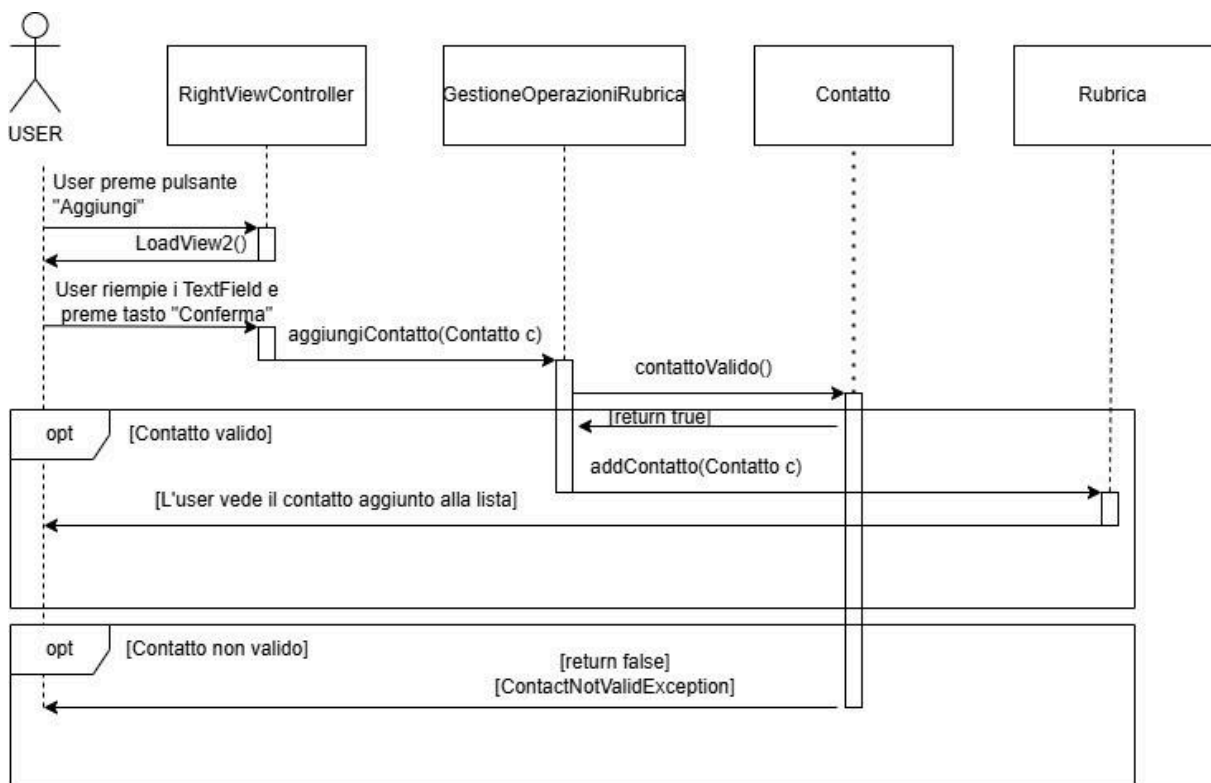 USER
RightViewController
GestioneOperazioniRubrica
Contatto
Rubrica
User preme pulsante
"Aggiungi"
LoadView2()
User riempie i TextField e
preme tasto "Conferma"
aggiungiContatto(Contatto c)
contattoValido()
opt
[Contatto valido]
[return true]
addContatto(Contatto c)
[L'user vede il contatto aggiunto alla lista]
opt
[Contatto non valido]
[return false]
[ContactNotValidException]